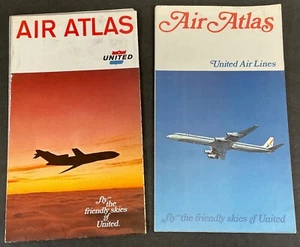 AIR ATLAS
UNITED
fly the
friendly skies
of
United.
Air Atlas
United Air Lines
fly the friendly skies of United